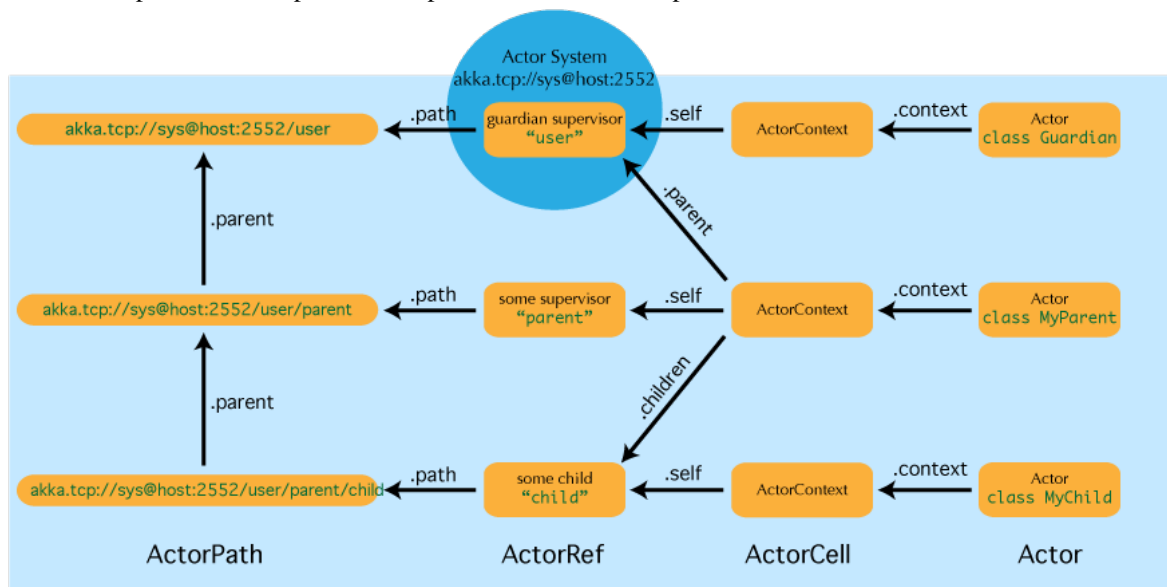 Actor System
akka.tcp://sys@host:2552
akka.tcp://sys@host:2552/user
.path
guardian supervisor
"user"
.self
ActorContext
.context
Actor
class Guardian
.parent
.parent
akka.tcp://sys@host:2552/user/parent
.path
some supervisor
"parent"
.self
ActorContext
.context
Actor
class MyParent
.parent
.children
akka.tcp://sys@host:2552/user/parent/child
.path
some child
"child"
.self
ActorContext
.context
Actor
class MyChild
ActorPath
ActorRef
ActorCell
Actor